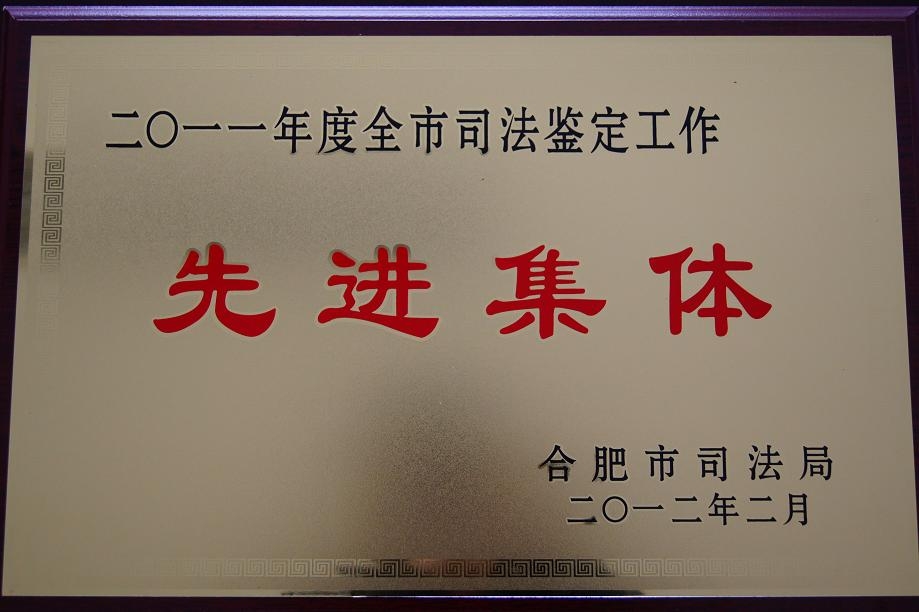 二〇一一年度全市司法鉴定工作
先进集体
合肥市司法局
二〇一二年二月